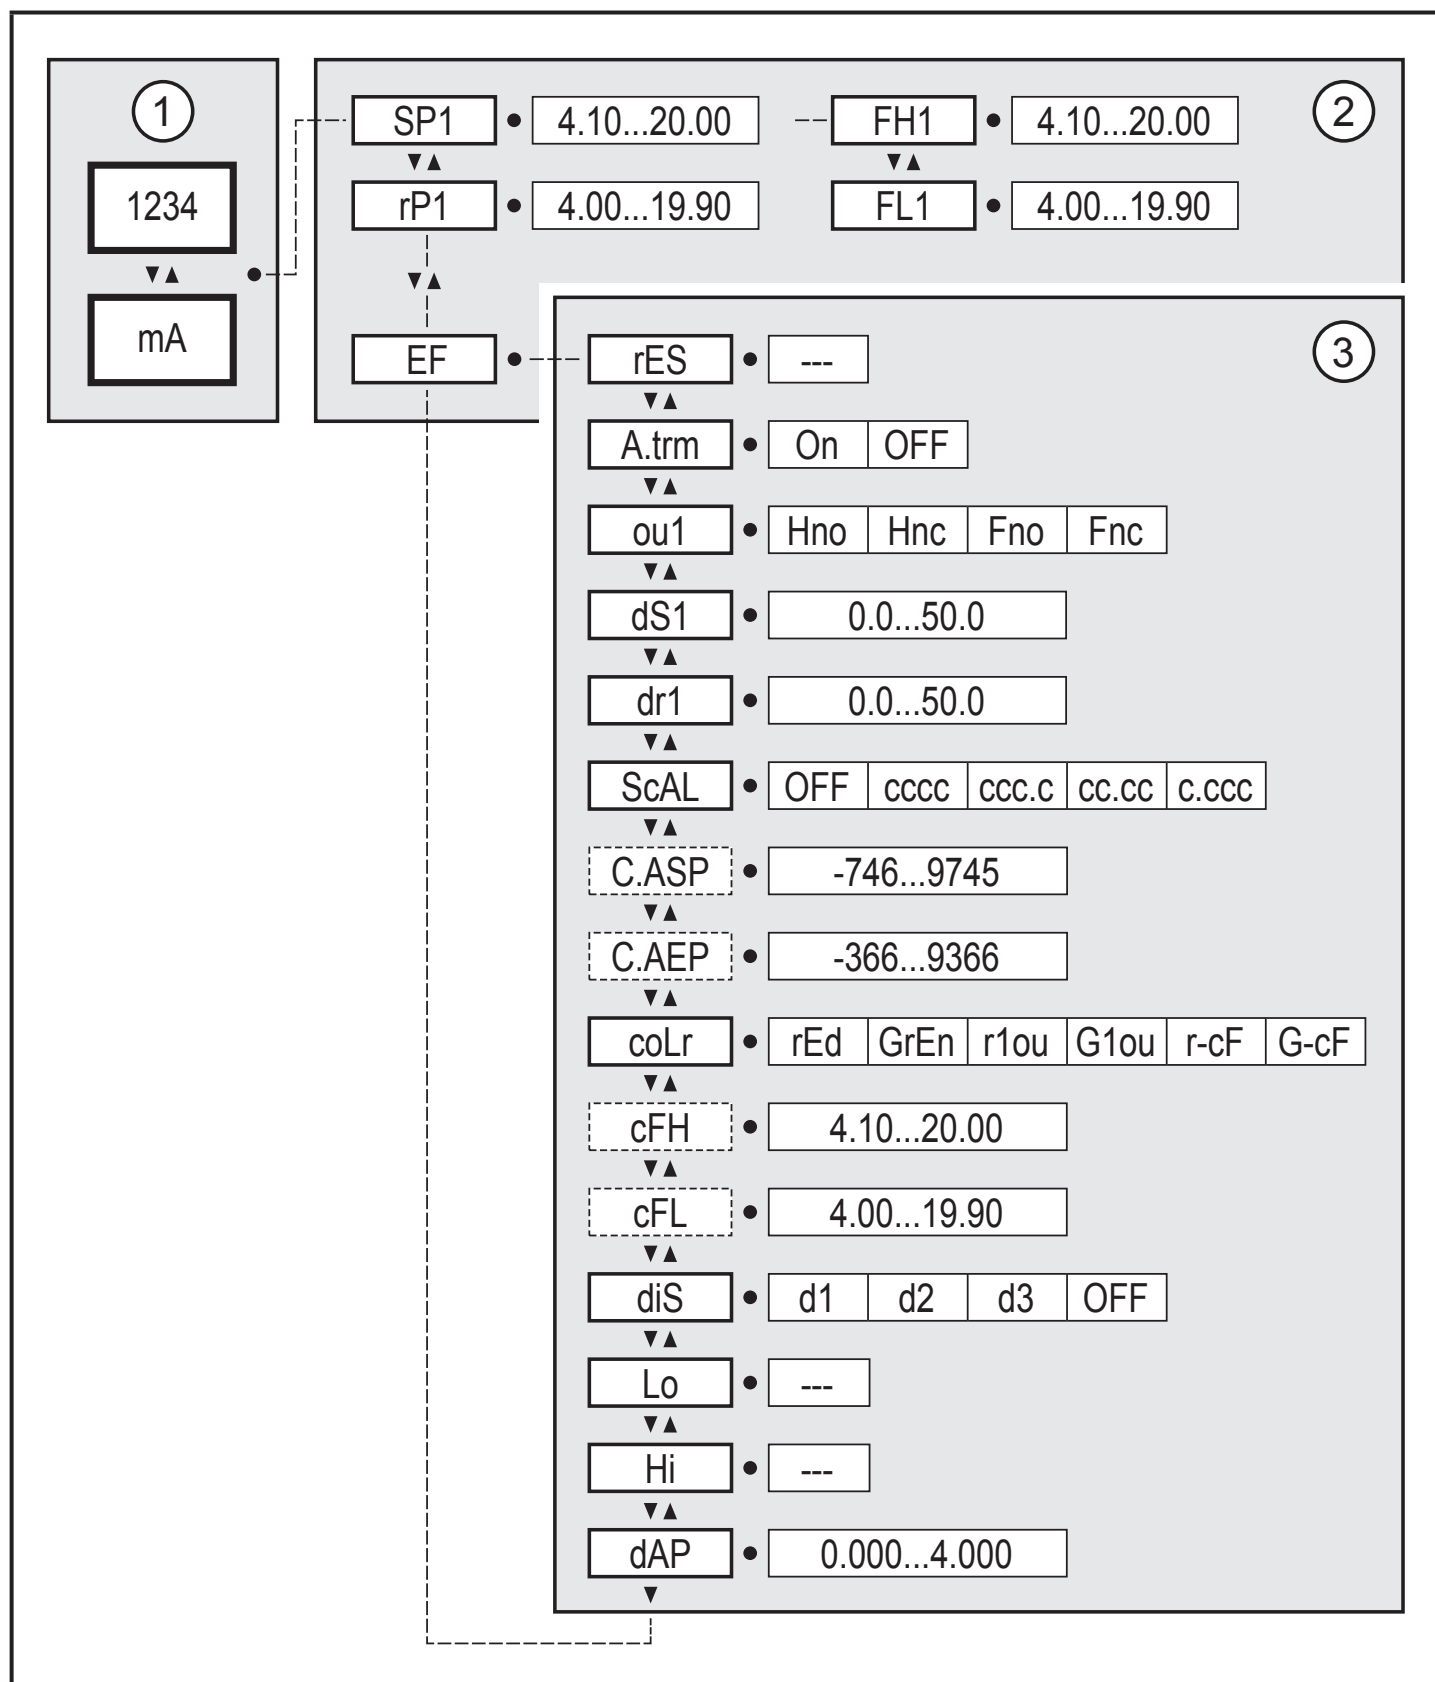 1
1234
mA
2
SP1 4.10...20.00 FH1 4.10...20.00
rP1 4.00...19.90 FL1 4.00...19.90
EF
3
rES ---
A.trm On OFF
ou1 Hno Hnc Fno Fnc
dS1 0.0...50.0
dr1 0.0...50.0
ScAL OFF cccc ccc.c cc.cc c.ccc
C.ASP -746...9745
C.AEP -366...9366
coLr rEd GrEn r1ou G1ou r-cF G-cF
cFH 4.10...20.00
cFL 4.00...19.90
diS d1 d2 d3 OFF
Lo ---
Hi ---
dAP 0.000...4.000